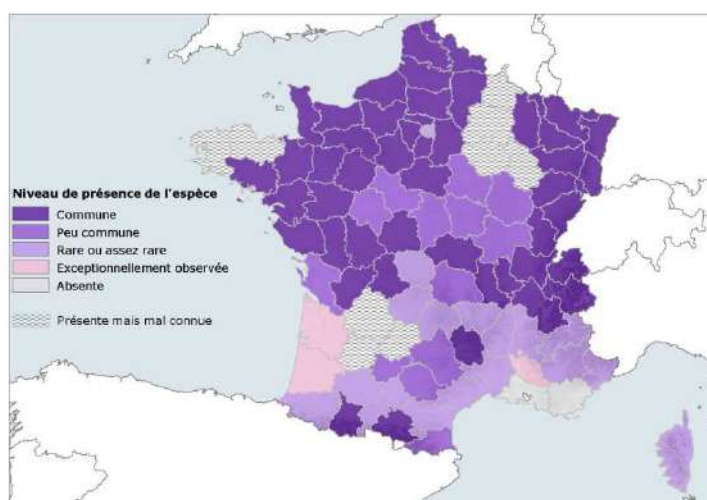 Niveau de présence de l'espèce
Commune
Peu commune
Rare ou assez rare
Exceptionnellement observée
Absente
Présente mais mal connue